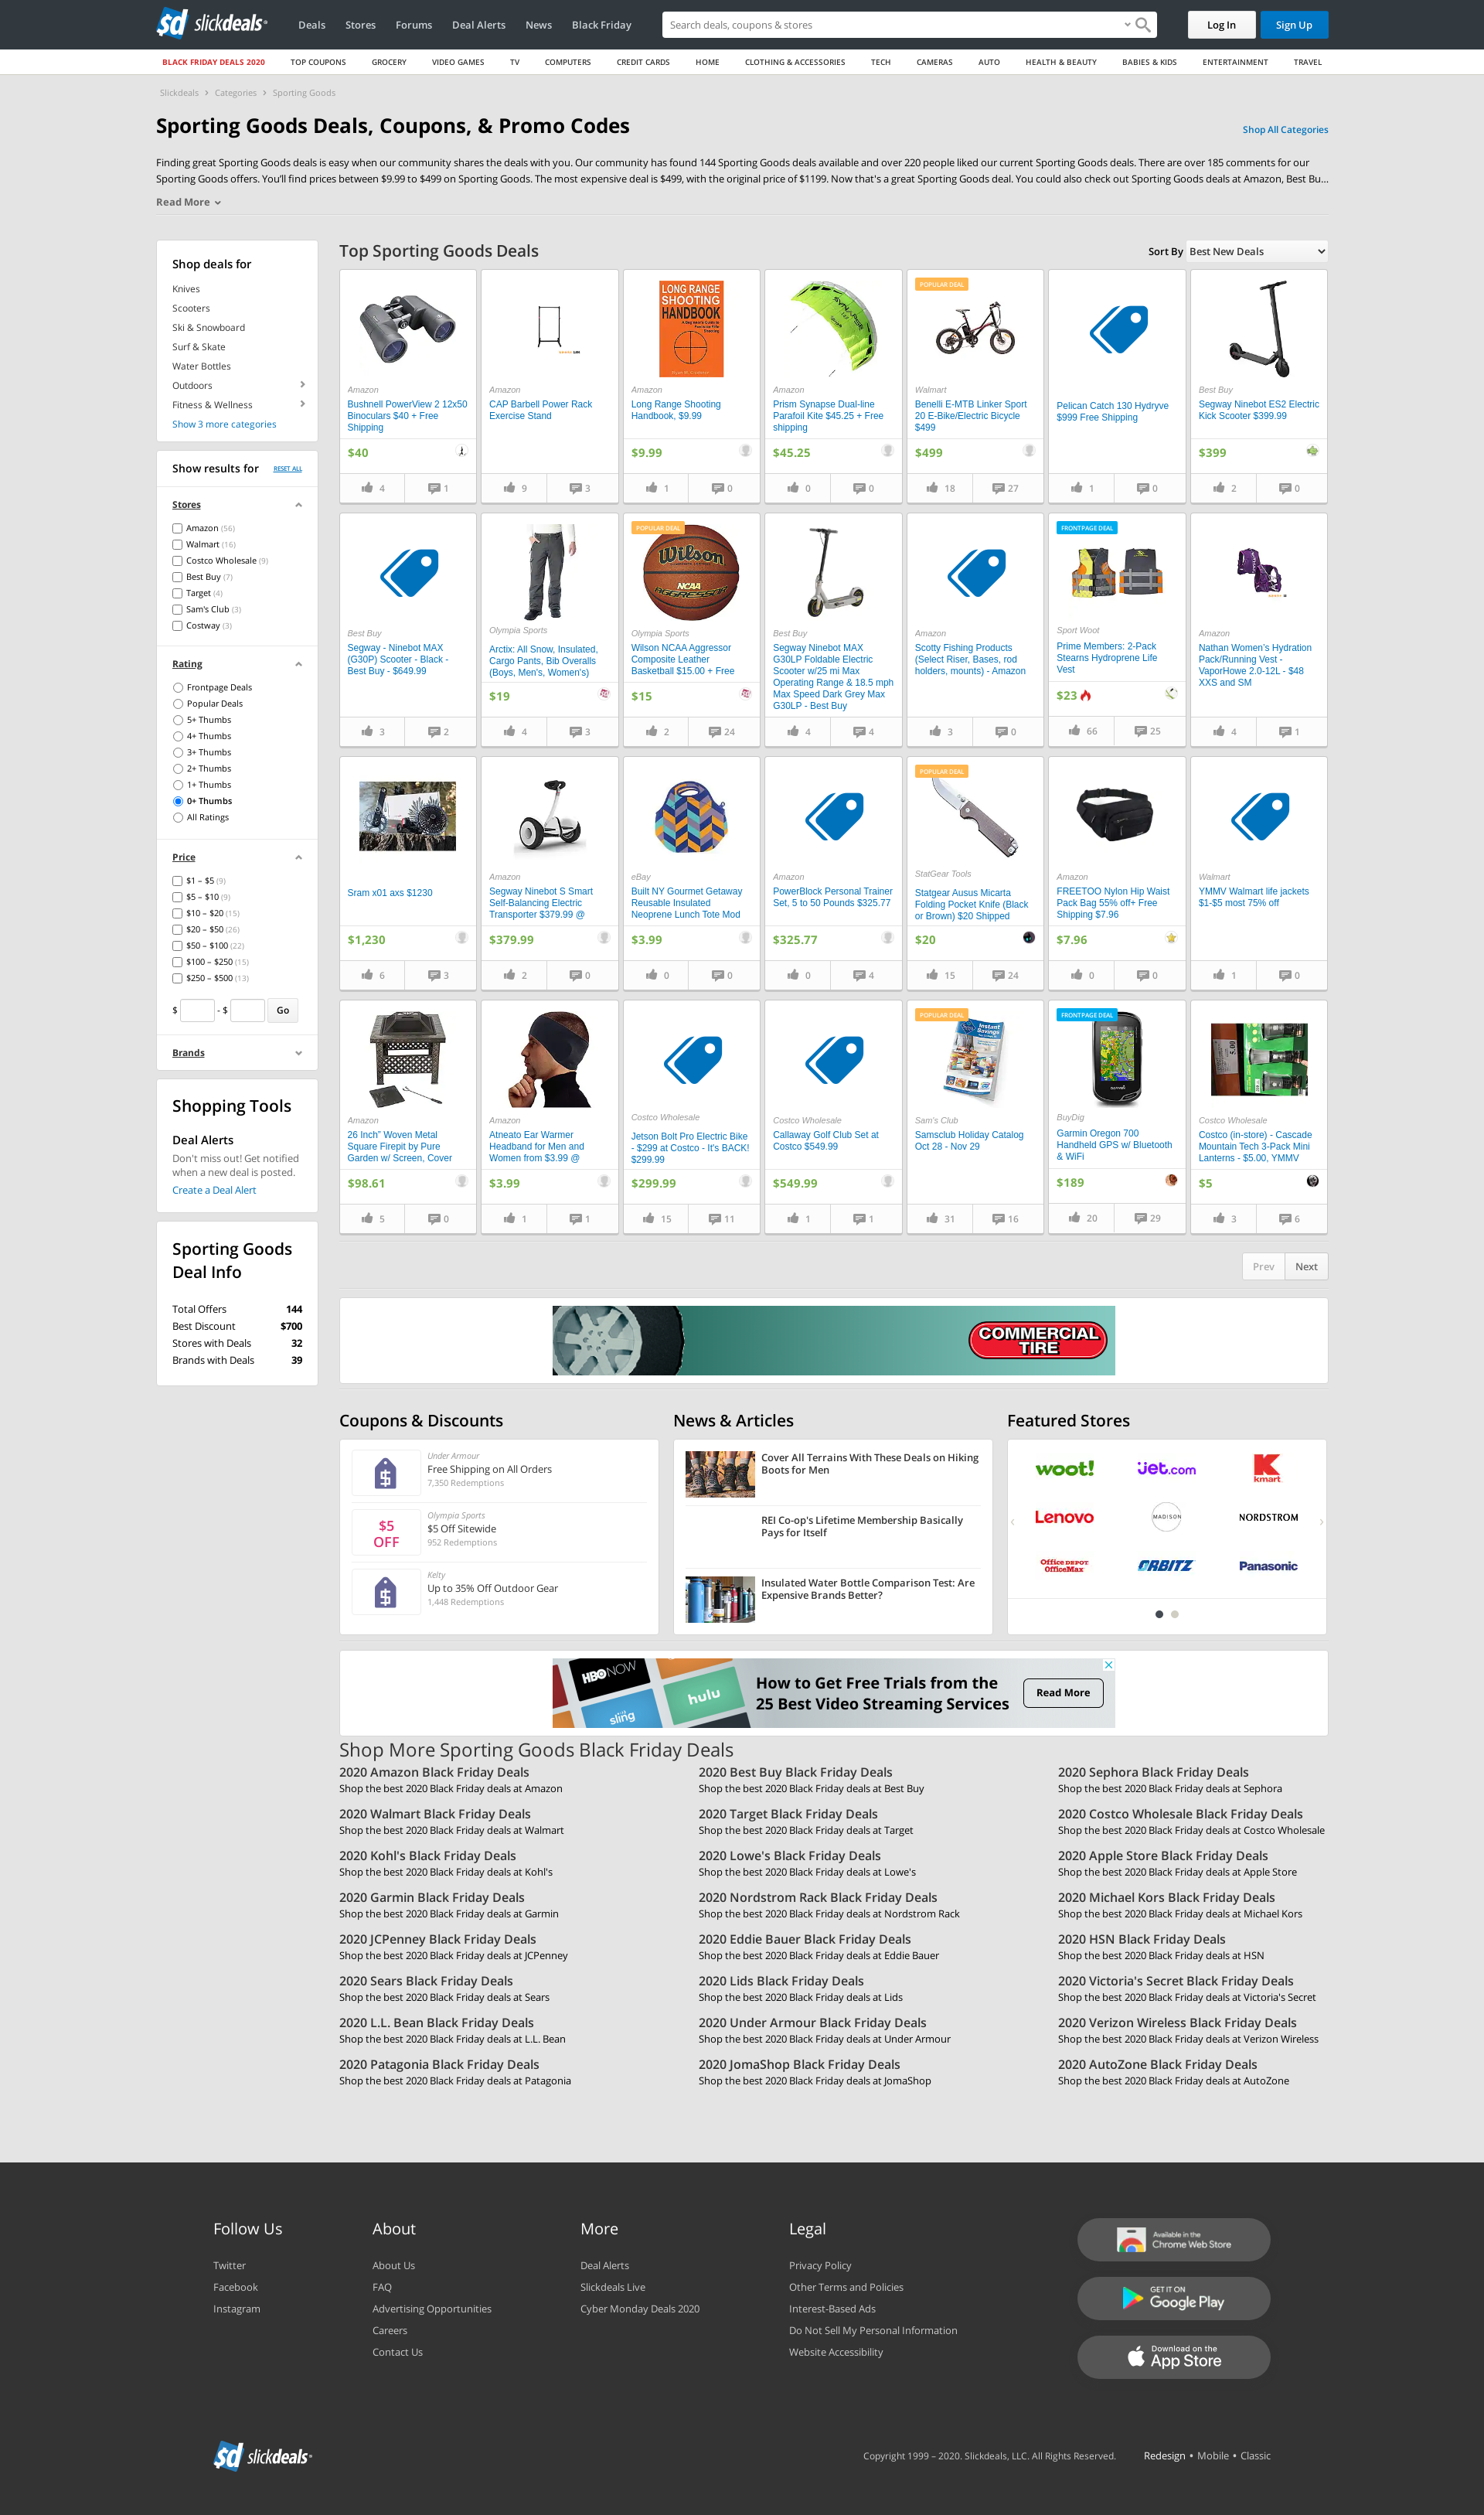 sd slickdeals
Deals Stores Forums Deal Alerts News Black Friday
Search deals, coupons & stores
Log In
Sign Up
BLACK FRIDAY DEALS 2020 TOP COUPONS GROCERY VIDEO GAMES TV COMPUTERS CREDIT CARDS HOME CLOTHING & ACCESSORIES TECH CAMERAS AUTO HEALTH & BEAUTY BABIES & KIDS ENTERTAINMENT TRAVEL
Slickdeals › Categories › Sporting Goods
Sporting Goods Deals, Coupons, & Promo Codes
Shop All Categories
Finding great Sporting Goods deals is easy when our community shares the deals with you. Our community has found 144 Sporting Goods deals available and over 220 people liked our current Sporting Goods deals. There are over 185 comments for our
Sporting Goods offers. You'll find prices between $9.99 to $499 on Sporting Goods. The most expensive deal is $499, with the original price of $1199. Now that's a great Sporting Goods deal. You could also check out Sporting Goods deals at Amazon, Best Bu...
Read More
Shop deals for
Knives
Scooters
Ski & Snowboard
Surf & Skate
Water Bottles
Outdoors
Fitness & Wellness
Show 3 more categories
Show results for RESET ALL
Stores
Amazon (56)
Walmart (16)
Costco Wholesale (9)
Best Buy (7)
Target (4)
Sam's Club (3)
Costway (3)
Rating
Frontpage Deals
Popular Deals
5+ Thumbs
4+ Thumbs
3+ Thumbs
2+ Thumbs
1+ Thumbs
0+ Thumbs
All Ratings
Price
$1 – $5 (9)
$5 – $10 (9)
$10 – $20 (15)
$20 – $50 (26)
$50 – $100 (22)
$100 – $250 (15)
$250 – $500 (13)
$ - $ Go
Brands
Shopping Tools
Deal Alerts
Don't miss out! Get notified
when a new deal is posted.
Create a Deal Alert
Sporting Goods
Deal Info
Total Offers 144
Best Discount $700
Stores with Deals 32
Brands with Deals 39
Top Sporting Goods Deals
Sort By Best New Deals
Amazon
Bushnell PowerView 2 12x50
Binoculars $40 + Free
Shipping
$40
4 1
Amazon
CAP Barbell Power Rack
Exercise Stand
9 3
LONG RANGE
SHOOTING
HANDBOOK
Amazon
Long Range Shooting
Handbook, $9.99
$9.99
1 0
SYNAPSE
Amazon
Prism Synapse Dual-line
Parafoil Kite $45.25 + Free
shipping
$45.25
0 0
POPULAR DEAL
Walmart
Benelli E-MTB Linker Sport
20 E-Bike/Electric Bicycle
$499
$499
18 27
Pelican Catch 130 Hydryve
$999 Free Shipping
1 0
Best Buy
Segway Ninebot ES2 Electric
Kick Scooter $399.99
$399
2 0
Best Buy
Segway - Ninebot MAX
(G30P) Scooter - Black -
Best Buy - $649.99
3 2
Olympia Sports
Arctix: All Snow, Insulated,
Cargo Pants, Bib Overalls
(Boys, Men's, Women's)
$19
4 3
POPULAR DEAL
Wilson
NCAA
AGGRESSOR
Olympia Sports
Wilson NCAA Aggressor
Composite Leather
Basketball $15.00 + Free
$15
2 24
Best Buy
Segway Ninebot MAX
G30LP Foldable Electric
Scooter w/25 mi Max
Operating Range & 18.5 mph
Max Speed Dark Grey Max
G30LP - Best Buy
4 4
Amazon
Scotty Fishing Products
(Select Riser, Bases, rod
holders, mounts) - Amazon
3 0
FRONTPAGE DEAL
Sport Woot
Prime Members: 2-Pack
Stearns Hydroprene Life
Vest
$23
66 25
Amazon
Nathan Women's Hydration
Pack/Running Vest -
VaporHowe 2.0-12L - $48
XXS and SM
4 1
Sram x01 axs $1230
$1,230
6 3
Amazon
Segway Ninebot S Smart
Self-Balancing Electric
Transporter $379.99 @
$379.99
2 0
eBay
Built NY Gourmet Getaway
Reusable Insulated
Neoprene Lunch Tote Mod
$3.99
0 0
Amazon
PowerBlock Personal Trainer
Set, 5 to 50 Pounds $325.77
$325.77
0 4
POPULAR DEAL
StatGear Tools
Statgear Ausus Micarta
Folding Pocket Knife (Black
or Brown) $20 Shipped
$20
15 24
Amazon
FREETOO Nylon Hip Waist
Pack Bag 55% off+ Free
Shipping $7.96
$7.96
0 0
Walmart
YMMV Walmart life jackets
$1-$5 most 75% off
1 0
Amazon
26 Inch" Woven Metal
Square Firepit by Pure
Garden w/ Screen, Cover
$98.61
5 0
Amazon
Atneato Ear Warmer
Headband for Men and
Women from $3.99 @
$3.99
1 1
Costco Wholesale
Jetson Bolt Pro Electric Bike
- $299 at Costco - It's BACK!
$299.99
$299.99
15 11
Costco Wholesale
Callaway Golf Club Set at
Costco $549.99
$549.99
1 1
POPULAR DEAL
Instant
Savings
Sam's Club
Samsclub Holiday Catalog
Oct 28 - Nov 29
31 16
FRONTPAGE DEAL
BuyDig
Garmin Oregon 700
Handheld GPS w/ Bluetooth
& WiFi
$189
20 29
Costco Wholesale
Costco (in-store) - Cascade
Mountain Tech 3-Pack Mini
Lanterns - $5.00, YMMV
$5
3 6
Prev Next
COMMERCIAL
TIRE
Coupons & Discounts
Under Armour
Free Shipping on All Orders
7,350 Redemptions
$5
OFF
Olympia Sports
$5 Off Sitewide
952 Redemptions
Kelty
Up to 35% Off Outdoor Gear
1,448 Redemptions
News & Articles
Cover All Terrains With These Deals on Hiking
Boots for Men
REI Co-op's Lifetime Membership Basically
Pays for Itself
Insulated Water Bottle Comparison Test: Are
Expensive Brands Better?
Featured Stores
woot! jet.com kmart
Lenovo MADISON NORDSTROM
Office DEPOT OfficeMax ORBITZ Panasonic
HBO NOW
hulu
sling
How to Get Free Trials from the
25 Best Video Streaming Services
Read More
Shop More Sporting Goods Black Friday Deals
2020 Amazon Black Friday Deals
Shop the best 2020 Black Friday deals at Amazon
2020 Best Buy Black Friday Deals
Shop the best 2020 Black Friday deals at Best Buy
2020 Sephora Black Friday Deals
Shop the best 2020 Black Friday deals at Sephora
2020 Walmart Black Friday Deals
Shop the best 2020 Black Friday deals at Walmart
2020 Target Black Friday Deals
Shop the best 2020 Black Friday deals at Target
2020 Costco Wholesale Black Friday Deals
Shop the best 2020 Black Friday deals at Costco Wholesale
2020 Kohl's Black Friday Deals
Shop the best 2020 Black Friday deals at Kohl's
2020 Lowe's Black Friday Deals
Shop the best 2020 Black Friday deals at Lowe's
2020 Apple Store Black Friday Deals
Shop the best 2020 Black Friday deals at Apple Store
2020 Garmin Black Friday Deals
Shop the best 2020 Black Friday deals at Garmin
2020 Nordstrom Rack Black Friday Deals
Shop the best 2020 Black Friday deals at Nordstrom Rack
2020 Michael Kors Black Friday Deals
Shop the best 2020 Black Friday deals at Michael Kors
2020 JCPenney Black Friday Deals
Shop the best 2020 Black Friday deals at JCPenney
2020 Eddie Bauer Black Friday Deals
Shop the best 2020 Black Friday deals at Eddie Bauer
2020 HSN Black Friday Deals
Shop the best 2020 Black Friday deals at HSN
2020 Sears Black Friday Deals
Shop the best 2020 Black Friday deals at Sears
2020 Lids Black Friday Deals
Shop the best 2020 Black Friday deals at Lids
2020 Victoria's Secret Black Friday Deals
Shop the best 2020 Black Friday deals at Victoria's Secret
2020 L.L. Bean Black Friday Deals
Shop the best 2020 Black Friday deals at L.L. Bean
2020 Under Armour Black Friday Deals
Shop the best 2020 Black Friday deals at Under Armour
2020 Verizon Wireless Black Friday Deals
Shop the best 2020 Black Friday deals at Verizon Wireless
2020 Patagonia Black Friday Deals
Shop the best 2020 Black Friday deals at Patagonia
2020 JomaShop Black Friday Deals
Shop the best 2020 Black Friday deals at JomaShop
2020 AutoZone Black Friday Deals
Shop the best 2020 Black Friday deals at AutoZone
Follow Us
Twitter
Facebook
Instagram
About
About Us
FAQ
Advertising Opportunities
Careers
Contact Us
More
Deal Alerts
Slickdeals Live
Cyber Monday Deals 2020
Legal
Privacy Policy
Other Terms and Policies
Interest-Based Ads
Do Not Sell My Personal Information
Website Accessibility
Available in the
Chrome Web Store
GET IT ON
Google Play
Download on the
App Store
sd slickdeals
Copyright 1999 – 2020. Slickdeals, LLC. All Rights Reserved. Redesign • Mobile • Classic